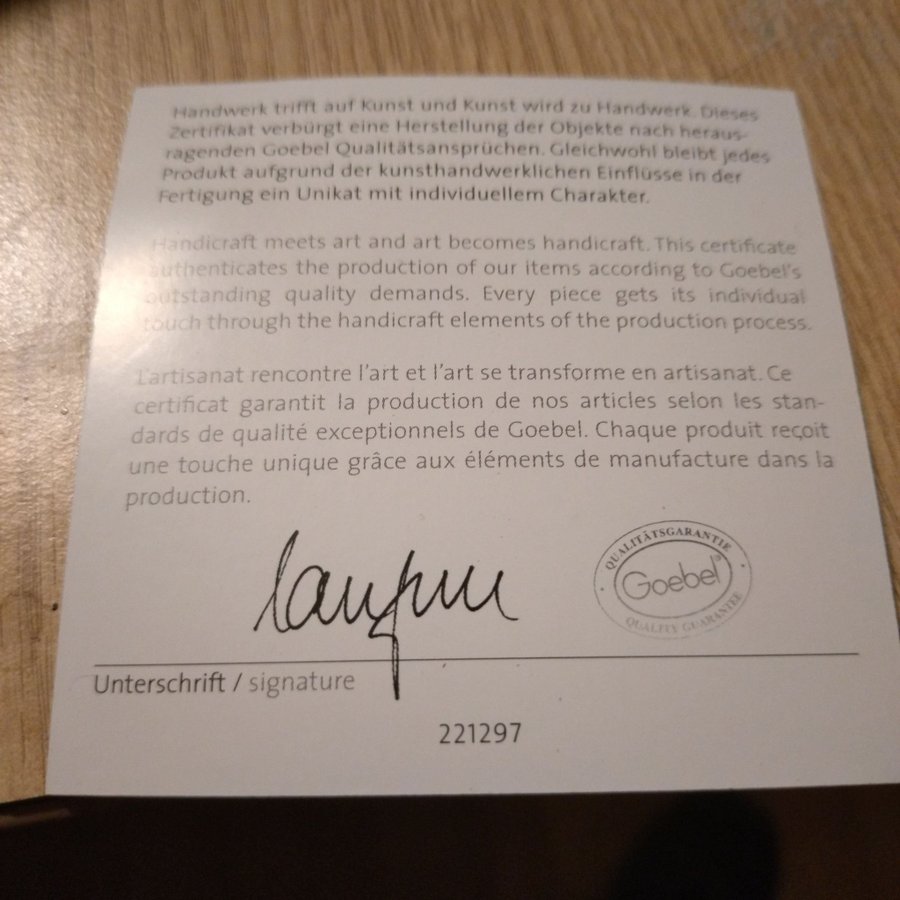 Handwerk trifft auf Kunst und Kunst wird zu Handwerk. Dieses
Zertifikat verbürgt eine Herstellung der Objekte nach heraus-
ragenden Goebel Qualitätsansprüchen. Gleichwohl bleibt jedes
Produkt aufgrund der kunsthandwerklichen Einflüsse in der
Fertigung ein Unikat mit individuellem Charakter.
Handicraft meets art and art becomes handicraft. This certificate
authenticates the production of our items according to Goebel's
outstanding quality demands. Every piece gets its individual
touch through the handicraft elements of the production process.
L'artisanat rencontre l'art et l'art se transforme en artisanat. Ce
certificat garantit la production de nos articles selon les stan-
dards de qualité exceptionnels de Goebel. Chaque produit reçoit
une touche unique grâce aux éléments de manufacture dans la
production.
QUALITÄTSGARANTIE
Goebel®
QUALITY GUARANTEE
Unterschrift / signature
221297